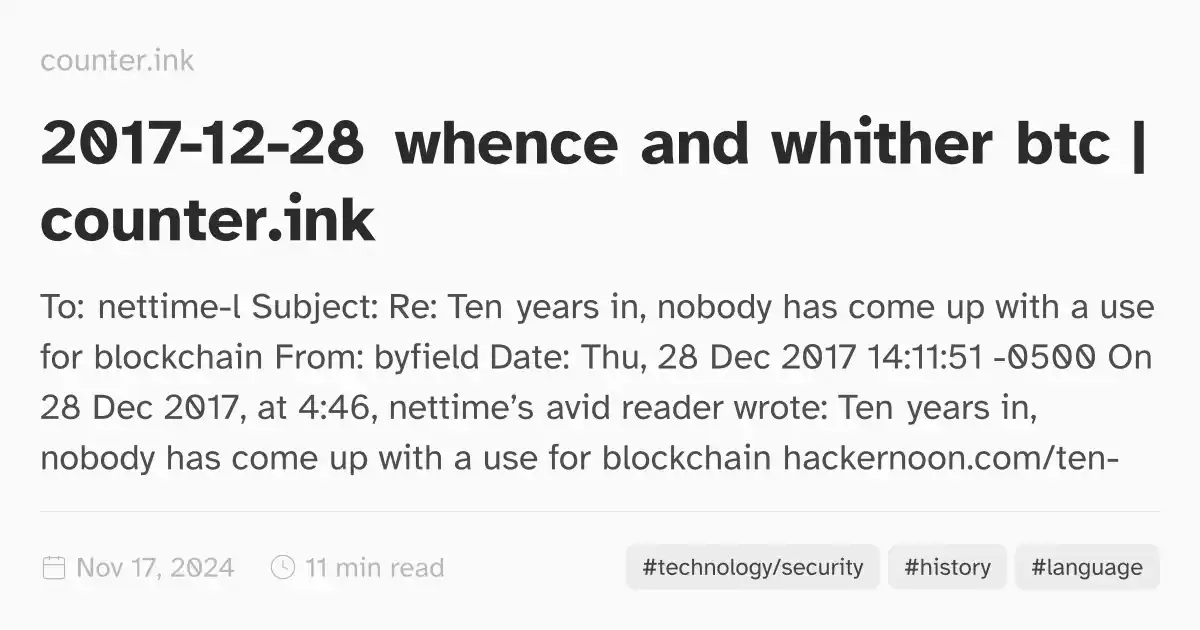 counter.ink
2017-12-28 whence and whither btc |
counter.ink
To: nettime-l Subject: Re: Ten years in, nobody has come up with a use
for blockchain From: byfield Date: Thu, 28 Dec 2017 14:11:51 -0500 On
28 Dec 2017, at 4:46, nettime’s avid reader wrote: Ten years in,
nobody has come up with a use for blockchain hackernoon.com/ten-
Nov 17, 2024 11 min read #technology/security #history #language